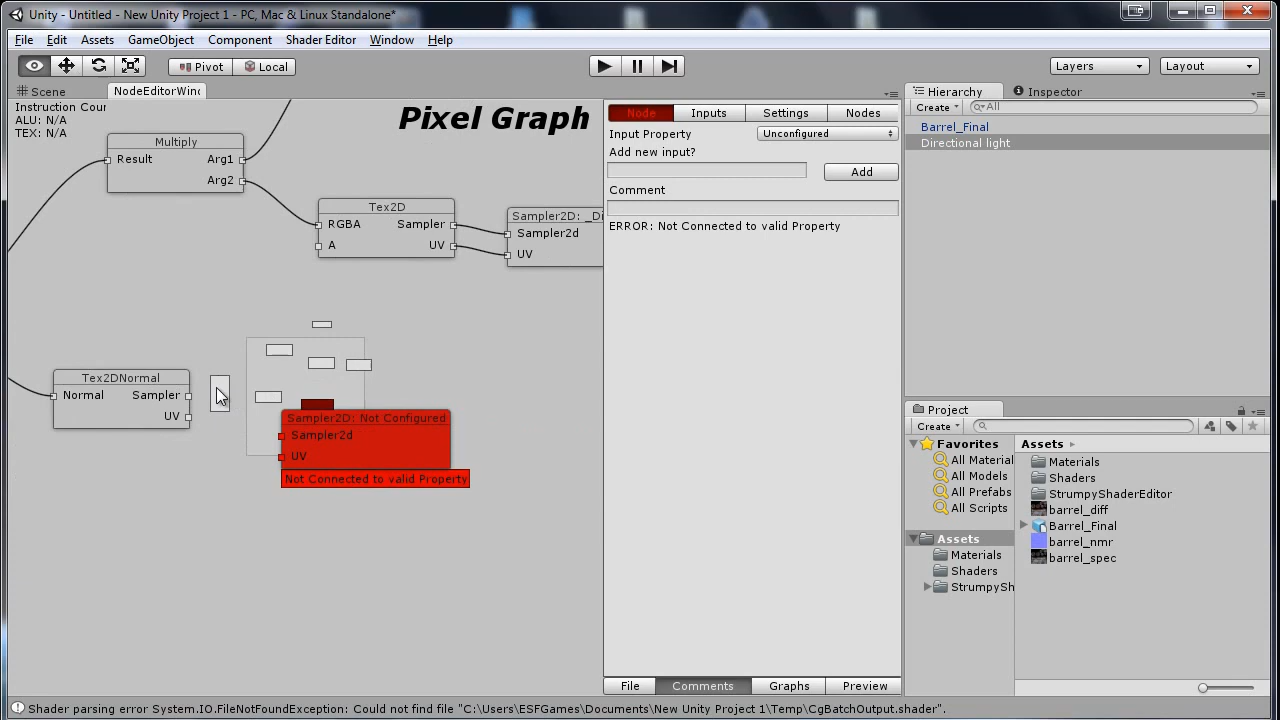 Unity - Untitled - New Unity Project 1 - PC, Mac & Linux Standalone*
File Edit Assets GameObject Component Shader Editor Window Help
Pivot Local Layers Layout
Scene NodeEditorWin
Instruction Cour
ALU: N/A
TEX: N/A
Pixel Graph
Multiply
Result Arg1
Arg2
Tex2D
RGBA Sampler
A UV
Sampler2D: _Di
Sampler2d
UV
Tex2DNormal
Normal Sampler
UV
Sampler2D: Not Configured
Sampler2d
UV
Not Connected to valid Property
Node Inputs Settings Nodes
Input Property Unconfigured
Add new input?
Add
Comment
ERROR: Not Connected to valid Property
File Comments Graphs Preview
Hierarchy Inspector
Create All
Barrel_Final
Directional light
Project
Create
Favorites
All Material
All Models
All Prefabs
All Scripts
Assets
Materials
Shaders
StrumpySh
Assets
Materials
Shaders
StrumpyShaderEditor
barrel_diff
Barrel_Final
barrel_nmr
barrel_spec
Shader parsing error System.IO.FileNotFoundException: Could not find file "C:\Users\ESFGames\Documents\New Unity Project 1\Temp\CgBatchOutput.shader".